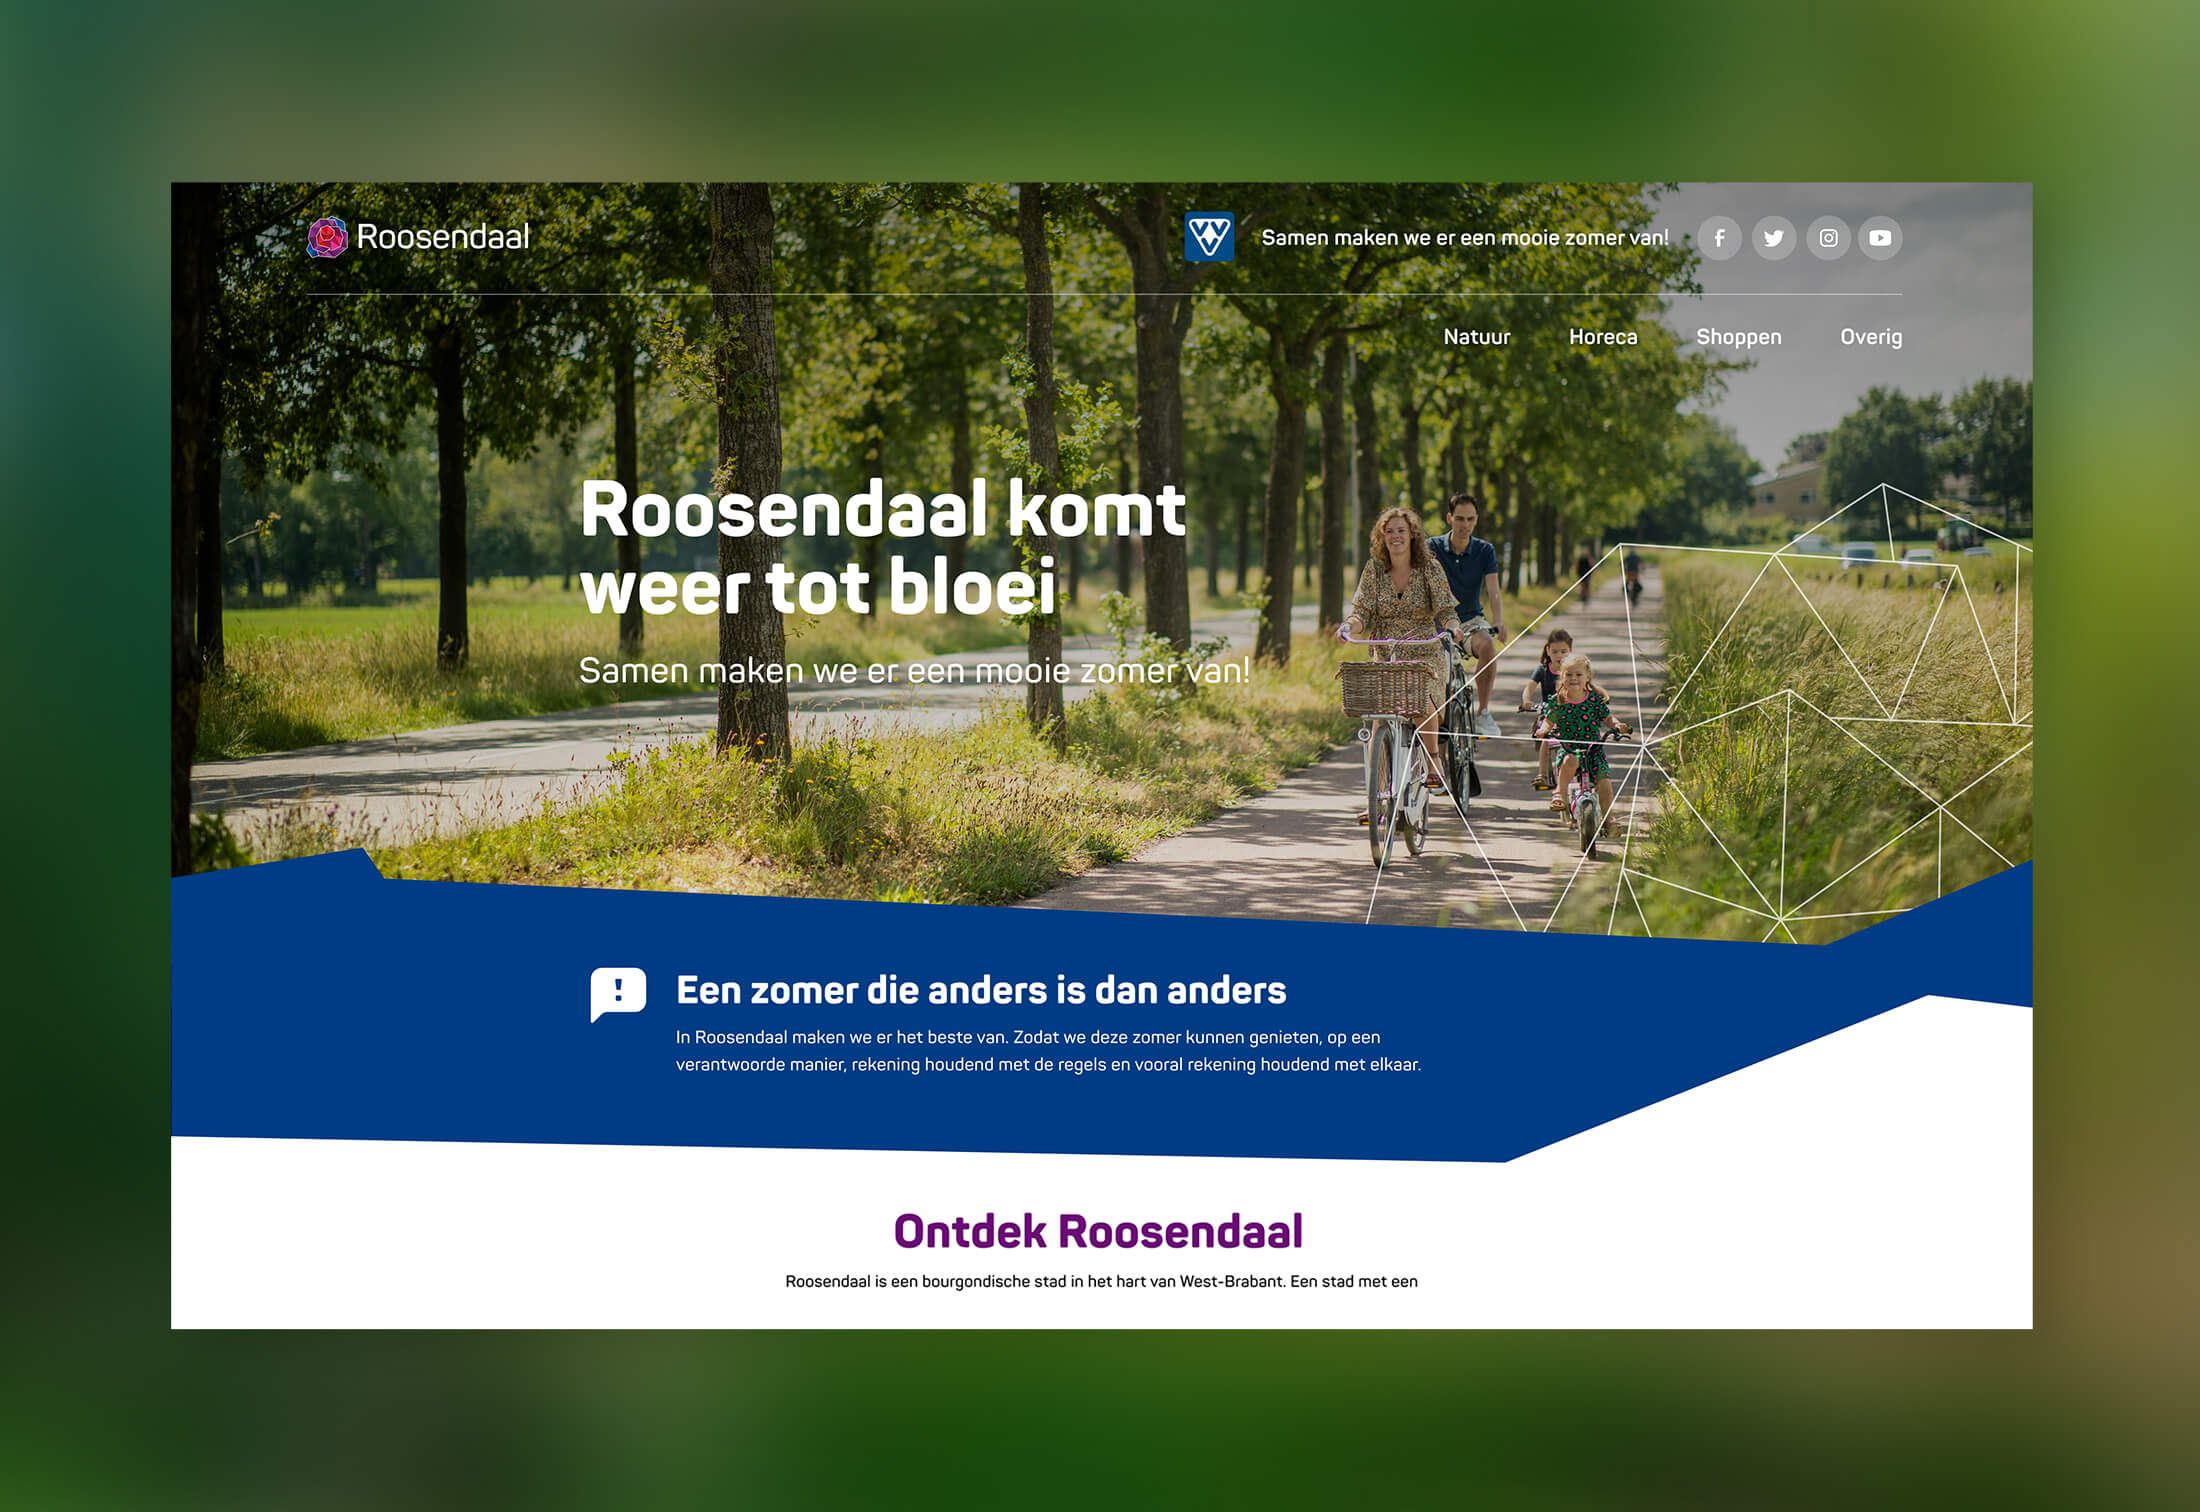 Roosendaal
VVV
Samen maken we er een mooie zomer van!
Natuur Horeca Shoppen Overig
Roosendaal komt
weer tot bloei
Samen maken we er een mooie zomer van!
Een zomer die anders is dan anders
In Roosendaal maken we er het beste van. Zodat we deze zomer kunnen genieten, op een
verantwoorde manier, rekening houdend met de regels en vooral rekening houdend met elkaar.
Ontdek Roosendaal
Roosendaal is een bourgondische stad in het hart van West-Brabant. Een stad met een